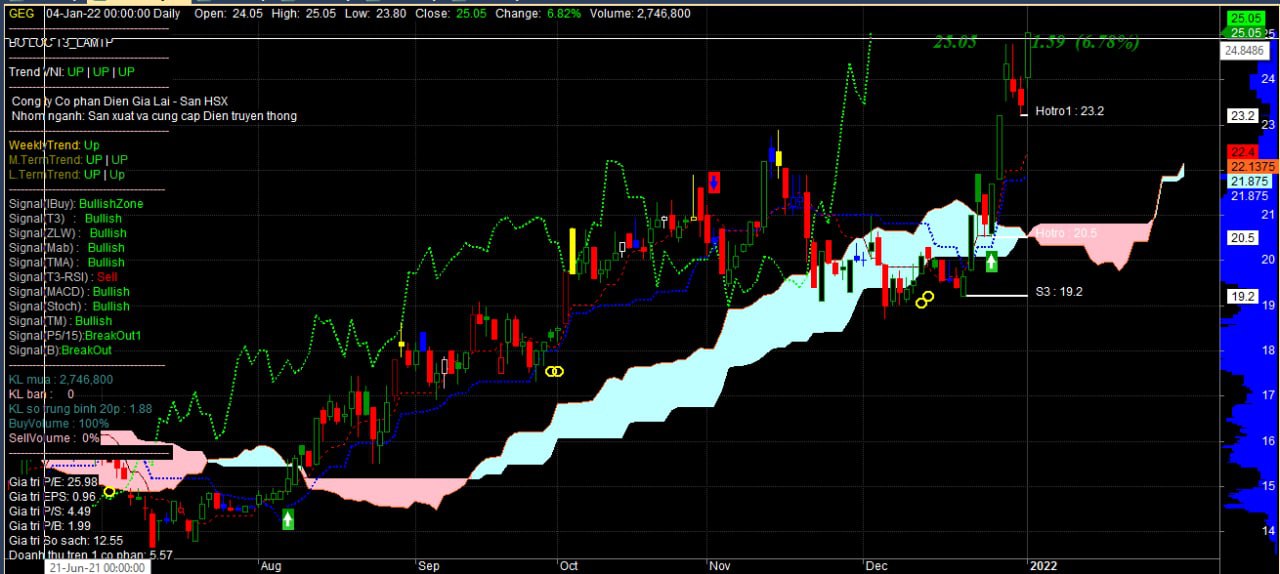 GEG 04-Jan-22 00:00:00 Daily Open: 24.05 High: 25.05 Low: 23.80 Close: 25.05 Change: 6.82% Volume: 2,746,800
BO LOC T3_LAMTP
25.05 1.59 (6.78%)
Trend VNI: UP | UP | UP
Cong ty Co phan Dien Gia Lai - San HSX
Nhom nganh: San xuat va cung cap Dien truyen thong
WeeklyTrend: Up
M.TermTrend: UP | UP
L.TermTrend: UP | Up
Signal(IBuy): BullishZone
Signal(T3) : Bullish
Signal(ZLW) : Bullish
Signal(Mab) : Bullish
Signal(TMA) : Bullish
Signal(T3-RSI) : Sell
Signal(MACD) : Bullish
Signal(Stoch) : Bullish
Signal(TM) : Bullish
Signal(P5/15):BreakOut1
Signal(B):BreakOut
KL mua : 2,746,800
KL ban : 0
KL so trung binh 20p : 1.88
BuyVolume : 100%
SellVolume : 0%
Gia tri P/E: 25.98
Gia tri EPS: 0.96
Gia tri P/S: 4.49
Gia tri P/B: 1.99
Gia tri So sach: 12.55
Doanh thu tren 1 co phan: 5.57
Hotro1 : 23.2
Hotro : 20.5
S3 : 19.2
25.05
25.05
24.8486
24
23.2
23
22.4
22.1375
21.875
21.875
21
20.5
20
19.2
19
18
17
16
15
14
21-Jun-21 00:00:00
Aug Sep Oct Nov Dec 2022